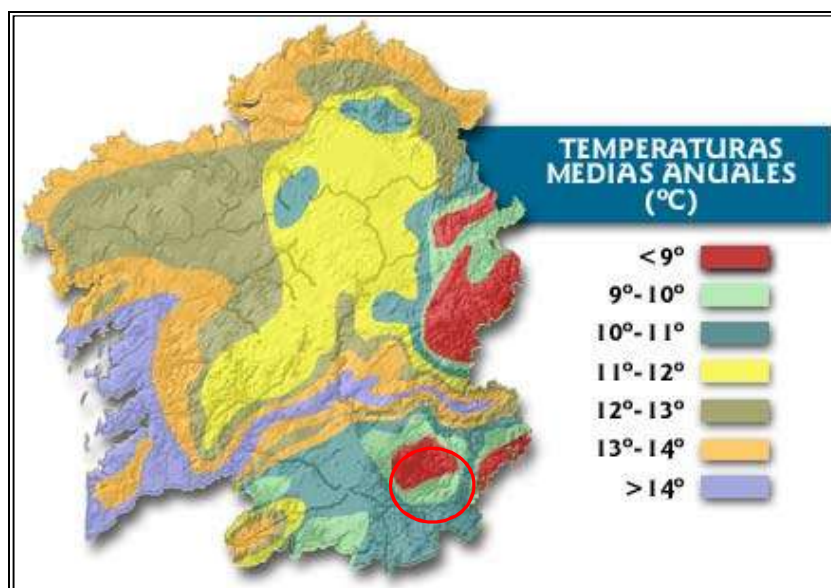 TEMPERATURAS
MEDIAS ANUALES
(ºC)
<9º
9º-10º
10º-11º
11º-12º
12º-13º
13º-14º
>14º